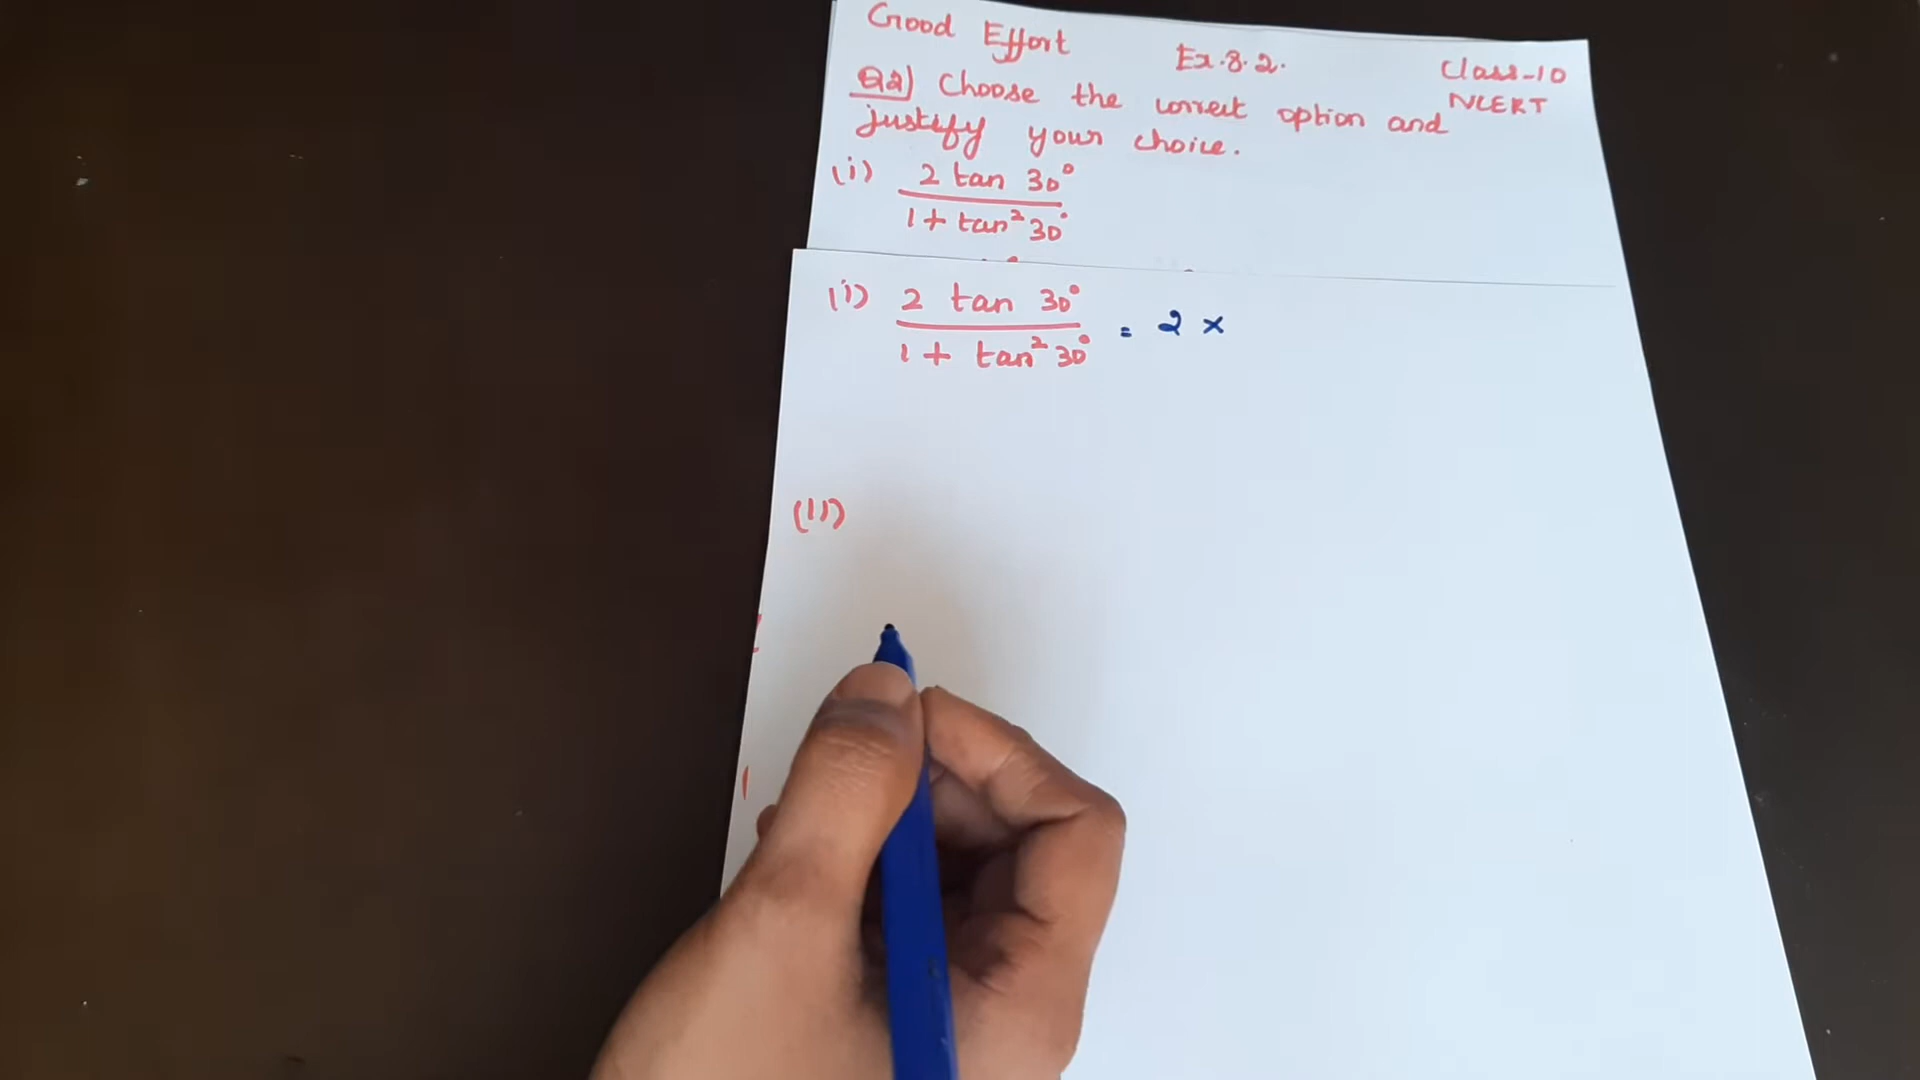 Good Effort Ex.8.2. Class-10
NCERT
Q2) Choose the correct option and
justify your choice.
(i) 2 tan 30°
1 + tan² 30°
(i) 2 tan 30° = 2 ×
1 + tan² 30°
(ii)